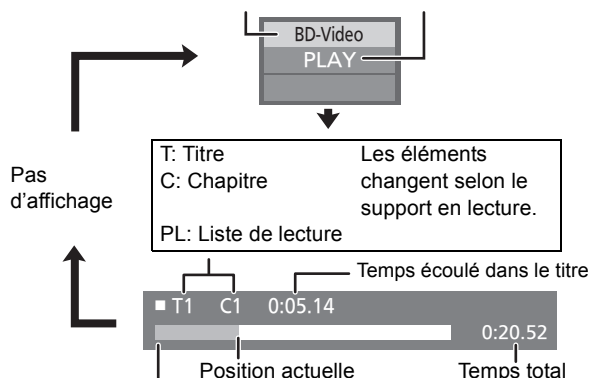 BD-Video
PLAY
T: Titre
C: Chapitre
PL: Liste de lecture
Les éléments
changent selon le
support en lecture.
Pas
d'affichage
Temps écoulé dans le titre
T1 C1 0:05.14
0:20.52
Position actuelle
Temps total